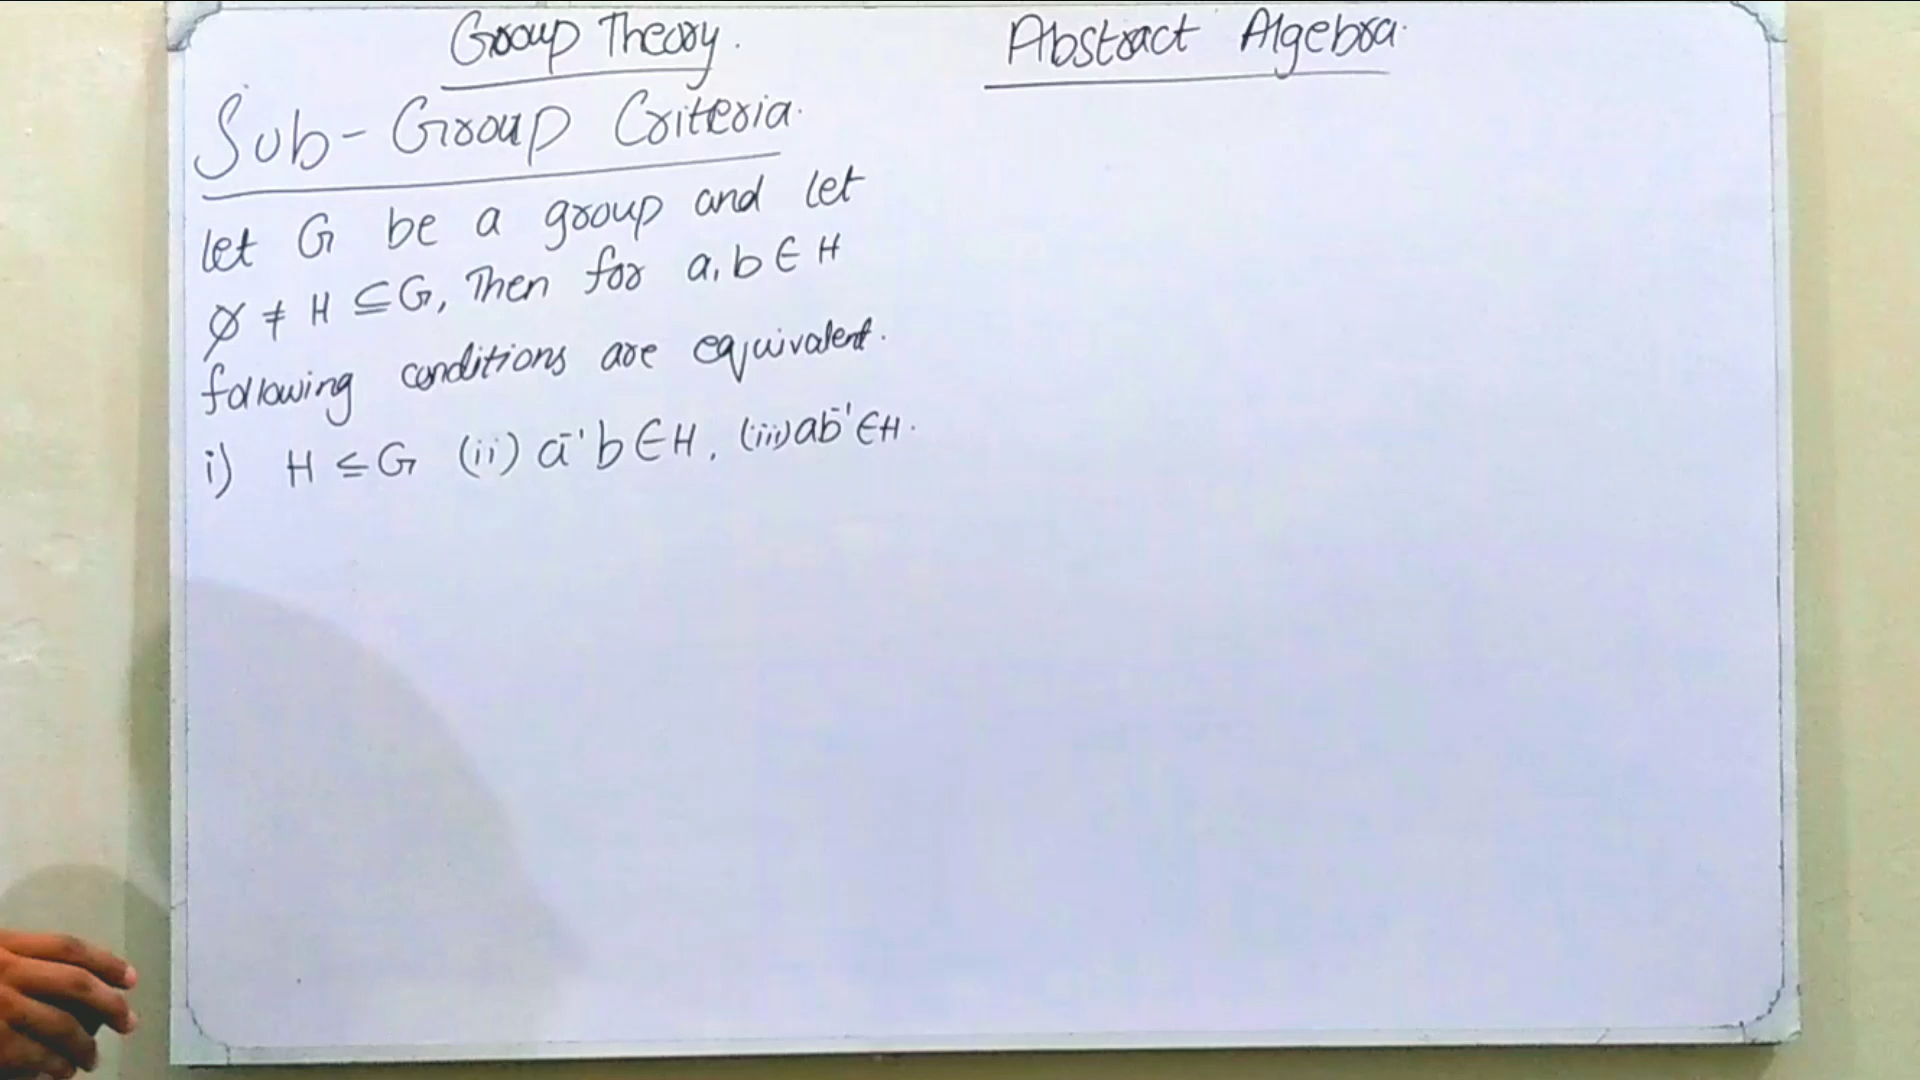 Group Theory.
Abstract Algebra.
Sub-Group Criteria.
let G be a group and let
∅ ≠ H ⊆ G, Then for a, b ∈ H
following conditions are equivalent.
i) H ≤ G (ii) a⁻¹b ∈ H, (iii) ab⁻¹ ∈ H.